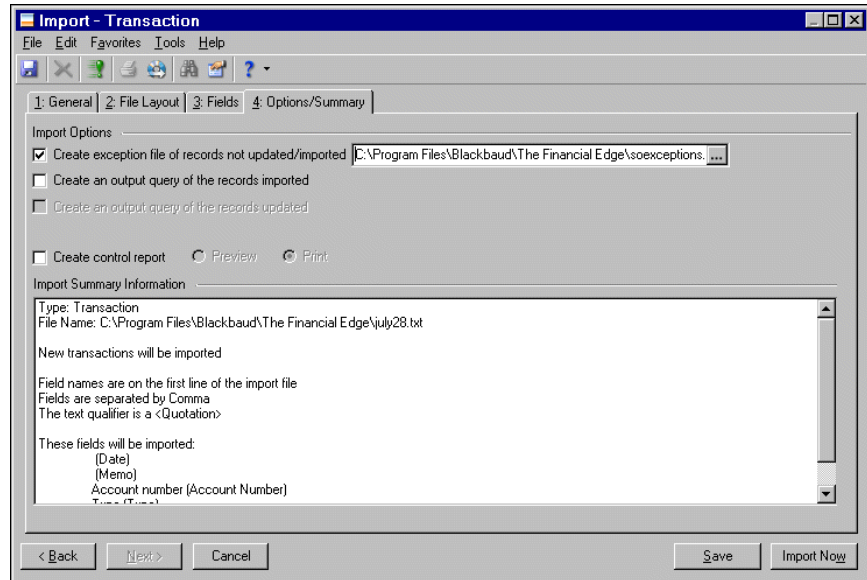 Import - Transaction
File Edit Favorites Tools Help
1: General 2: File Layout 3: Fields 4: Options/Summary
Import Options
Create exception file of records not updated/imported C:\Program Files\Blackbaud\The Financial Edge\soexceptions. ...
Create an output query of the records imported
Create an output query of the records updated
Create control report Preview Print
Import Summary Information
Type: Transaction
File Name: C:\Program Files\Blackbaud\The Financial Edge\july28.txt
New transactions will be imported
Field names are on the first line of the import file
Fields are separated by Comma
The text qualifier is a <Quotation>
These fields will be imported:
(Date)
(Memo)
Account number (Account Number)
Type (Type)
< Back Next > Cancel Save Import Now